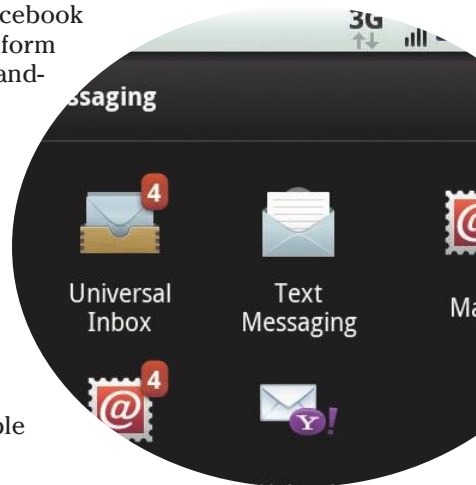 cebook
form
and-
3G
ssaging
4
Universal
Inbox
Text
Messaging
@
Ma
4
@
Y!
ple